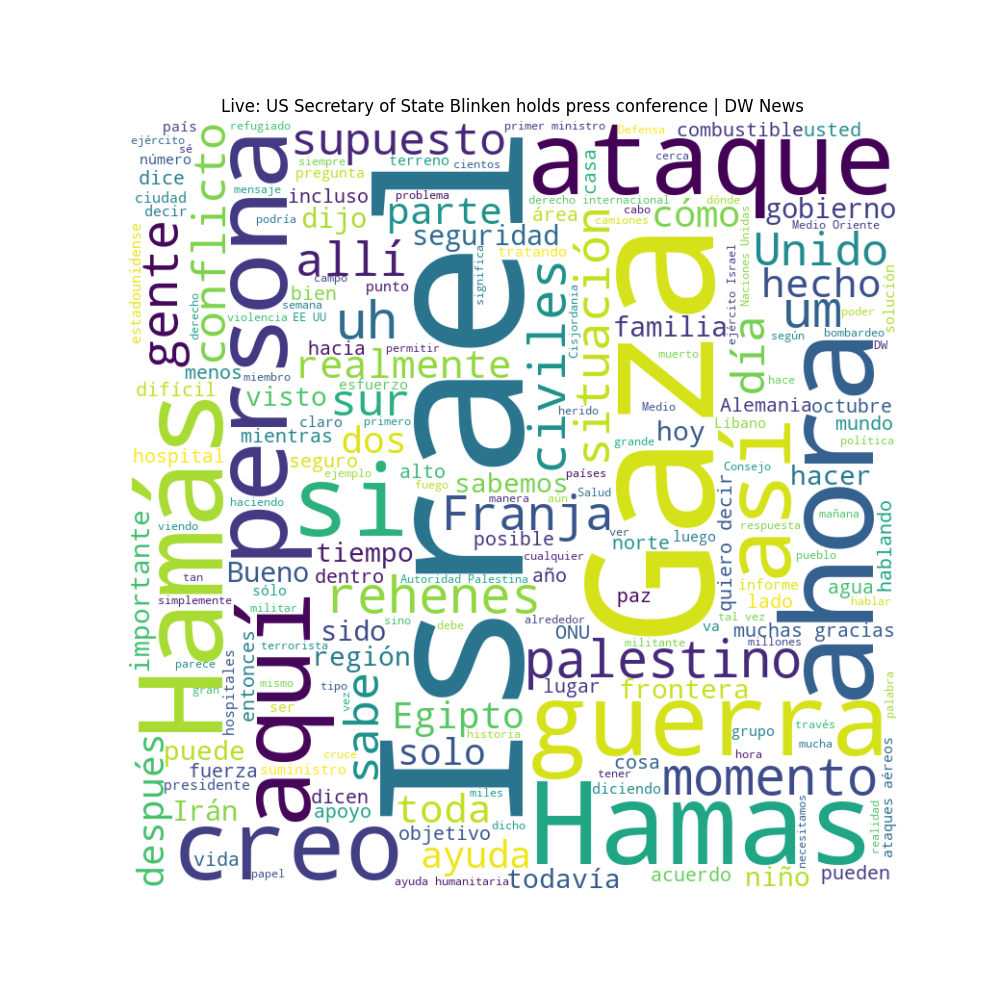 Live: US Secretary of State Blinken holds press conference | DW News
país
refugiado
supuesto
primer ministro
Defensa
combustible
usted
ejército
sé
número
dice
ciudad
decir
mensaje
podría
siempre
pregunta
incluso
dijo
terreno
cientos
problema
parte
seguridad
ataque
cerca
casa
derecho internacional
dónde
área
cabo
camiones
cómo
gobierno
Medio Oriente
estadounidense
gente
conflicto
derecho
persona
allí
campo
punto
bien
semana
violencia
EE UU
uh
hacia
permitir
realmente
Israel
significa
tratando
civiles
Cisjordania
situación
Gaza
familia
muerto
ejército Israel
Naciones Unidas
Unido
hecho
um
poder
solución
bombardeo
según
DW
día
hace
ahora
menos
difícil
miembro
visto
esfuerzo
sur
claro
primero
mientras
dos
herido
Medio
hoy
Alemania
octubre
Líbano
mundo
política
hospital
Hamás
seguro
ejemplo
alto
fuego
sabemos
países
grande
Consejo
así
hacer
importante
haciendo
si
manera
Salud
aún
Franja
posible
ver
norte
luego
quiero decir
respuesta
mañana
hablando
viendo
tiempo
cualquier
pueblo
tan
Bueno
dentro
Autoridad Palestina
año
paz
informe
agua
simplemente
sólo
militar
rehenes
lado
hablar
aquí
sido
sino
debe
alrededor
ONU
va
tal vez
muchas gracias
millones
terrorista
región
militante
parece
hospitales
entonces
mismo
tipo
vez
palestino
gran
ser
sabe
lugar
frontera
palabra
Egipto
historia
guerra
grupo
través
mucha
después
puede
cruce
solo
cosa
hora
fuerza
suministro
tener
presidente
dicen
miles
diciendo
momento
ataques aéreos
Irán
apoyo
toda
dicho
Hamas
necesitamos
realidad
creo
objetivo
vida
ayuda
papel
ayuda humanitaria
todavía
acuerdo
niño
pueden